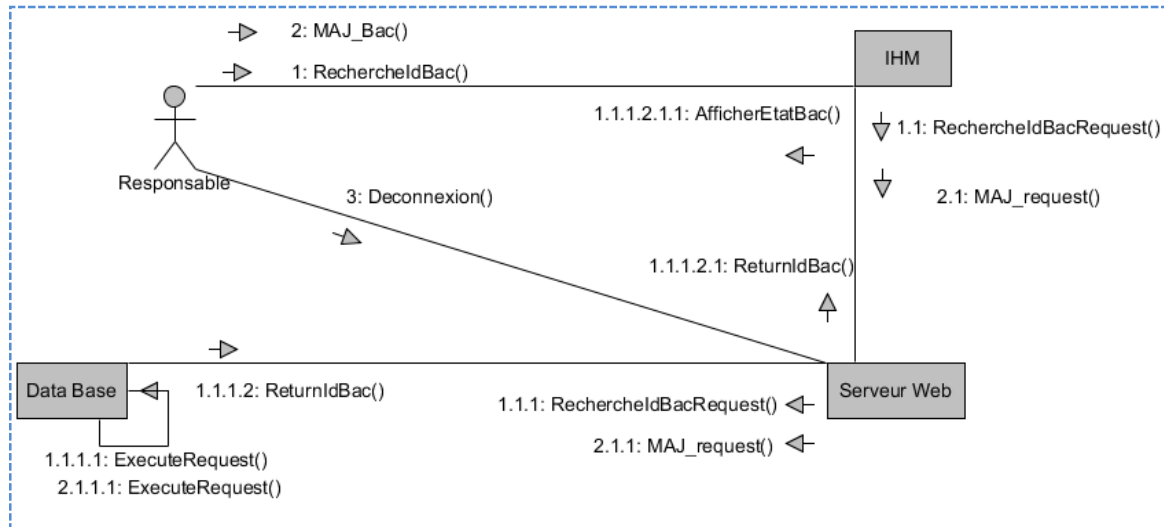 2: MAJ_Bac()
IHM
1: RechercheIdBac()
1.1.1.2.1.1: AfficherEtatBac()
1.1: RechercheIdBacRequest()
Responsable
3: Deconnexion()
2.1: MAJ_request()
1.1.1.2.1: ReturnIdBac()
Data Base
1.1.1.2: ReturnIdBac()
Serveur Web
1.1.1: RechercheIdBacRequest()
2.1.1: MAJ_request()
1.1.1.1: ExecuteRequest()
2.1.1.1: ExecuteRequest()